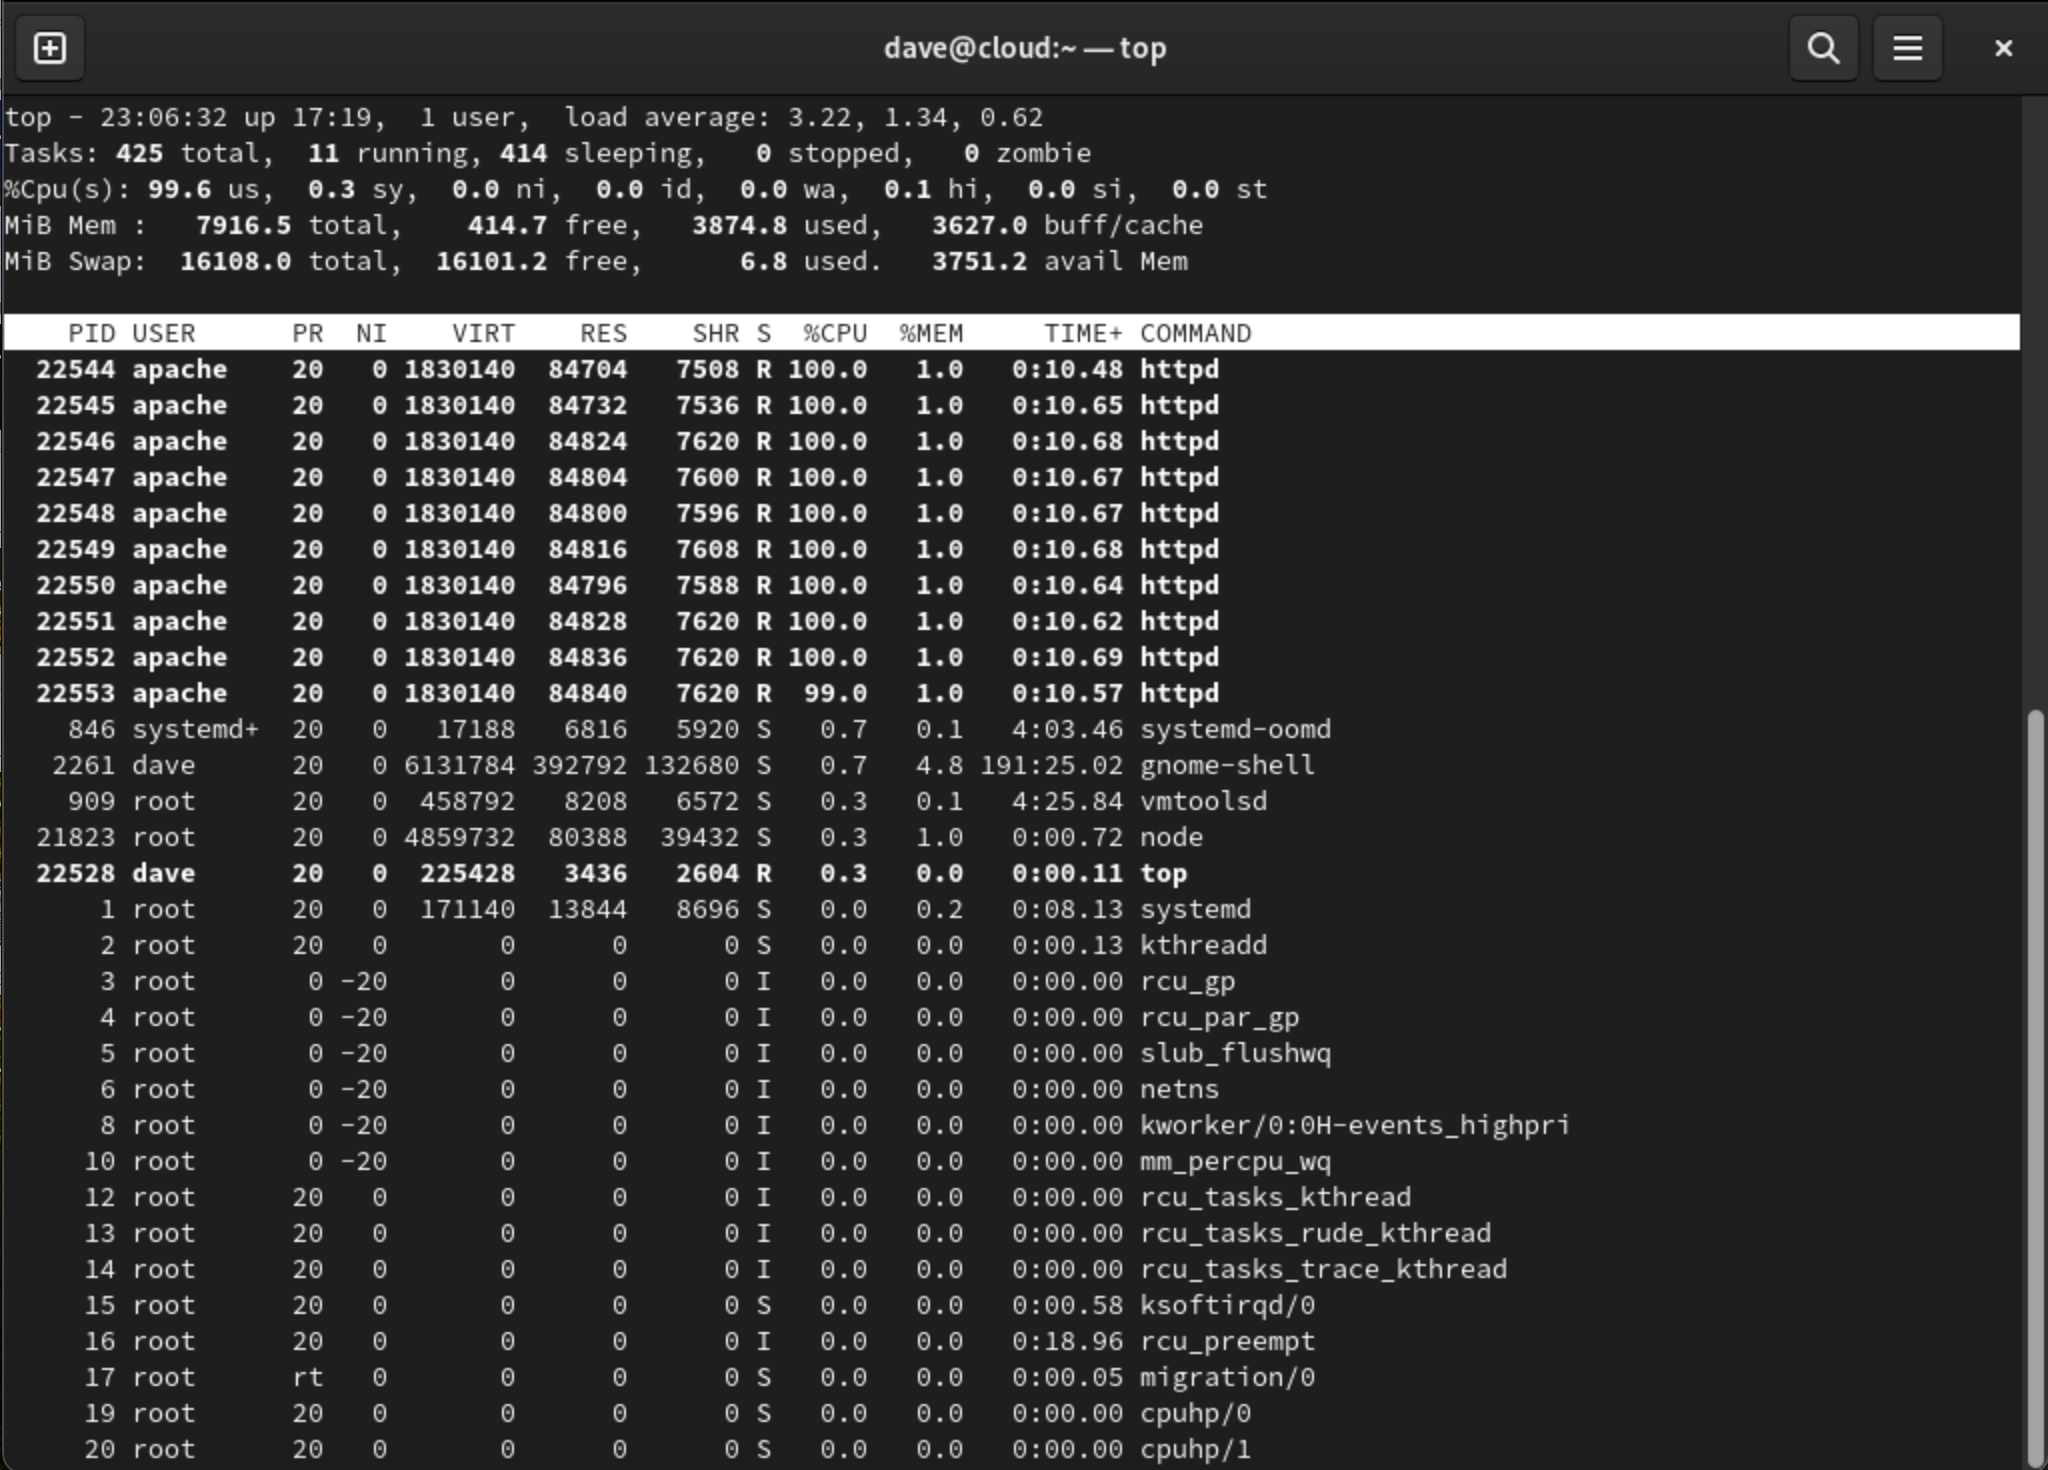 dave@cloud:~ — top
top - 23:06:32 up 17:19,  1 user,  load average: 3.22, 1.34, 0.62
Tasks: 425 total,  11 running, 414 sleeping,   0 stopped,   0 zombie
%Cpu(s): 99.6 us,  0.3 sy,  0.0 ni,  0.0 id,  0.0 wa,  0.1 hi,  0.0 si,  0.0 st
MiB Mem :   7916.5 total,    414.7 free,   3874.8 used,   3627.0 buff/cache
MiB Swap:  16108.0 total,  16101.2 free,      6.8 used.   3751.2 avail Mem
    PID USER      PR  NI    VIRT    RES    SHR S  %CPU  %MEM     TIME+ COMMAND
  22544 apache    20   0 1830140  84704   7508 R 100.0   1.0   0:10.48 httpd
  22545 apache    20   0 1830140  84732   7536 R 100.0   1.0   0:10.65 httpd
  22546 apache    20   0 1830140  84824   7620 R 100.0   1.0   0:10.68 httpd
  22547 apache    20   0 1830140  84804   7600 R 100.0   1.0   0:10.67 httpd
  22548 apache    20   0 1830140  84800   7596 R 100.0   1.0   0:10.67 httpd
  22549 apache    20   0 1830140  84816   7608 R 100.0   1.0   0:10.68 httpd
  22550 apache    20   0 1830140  84796   7588 R 100.0   1.0   0:10.64 httpd
  22551 apache    20   0 1830140  84828   7620 R 100.0   1.0   0:10.62 httpd
  22552 apache    20   0 1830140  84836   7620 R 100.0   1.0   0:10.69 httpd
  22553 apache    20   0 1830140  84840   7620 R  99.0   1.0   0:10.57 httpd
    846 systemd+  20   0   17188   6816   5920 S   0.7   0.1   4:03.46 systemd-oomd
   2261 dave      20   0 6131784 392792 132680 S   0.7   4.8 191:25.02 gnome-shell
    909 root      20   0  458792   8208   6572 S   0.3   0.1   4:25.84 vmtoolsd
  21823 root      20   0 4859732  80388  39432 S   0.3   1.0   0:00.72 node
  22528 dave      20   0  225428   3436   2604 R   0.3   0.0   0:00.11 top
      1 root      20   0  171140  13844   8696 S   0.0   0.2   0:08.13 systemd
      2 root      20   0       0      0      0 S   0.0   0.0   0:00.13 kthreadd
      3 root       0 -20       0      0      0 I   0.0   0.0   0:00.00 rcu_gp
      4 root       0 -20       0      0      0 I   0.0   0.0   0:00.00 rcu_par_gp
      5 root       0 -20       0      0      0 I   0.0   0.0   0:00.00 slub_flushwq
      6 root       0 -20       0      0      0 I   0.0   0.0   0:00.00 netns
      8 root       0 -20       0      0      0 I   0.0   0.0   0:00.00 kworker/0:0H-events_highpri
     10 root       0 -20       0      0      0 I   0.0   0.0   0:00.00 mm_percpu_wq
     12 root      20   0       0      0      0 I   0.0   0.0   0:00.00 rcu_tasks_kthread
     13 root      20   0       0      0      0 I   0.0   0.0   0:00.00 rcu_tasks_rude_kthread
     14 root      20   0       0      0      0 I   0.0   0.0   0:00.00 rcu_tasks_trace_kthread
     15 root      20   0       0      0      0 S   0.0   0.0   0:00.58 ksoftirqd/0
     16 root      20   0       0      0      0 I   0.0   0.0   0:18.96 rcu_preempt
     17 root      rt   0       0      0      0 S   0.0   0.0   0:00.05 migration/0
     19 root      20   0       0      0      0 S   0.0   0.0   0:00.00 cpuhp/0
     20 root      20   0       0      0      0 S   0.0   0.0   0:00.00 cpuhp/1